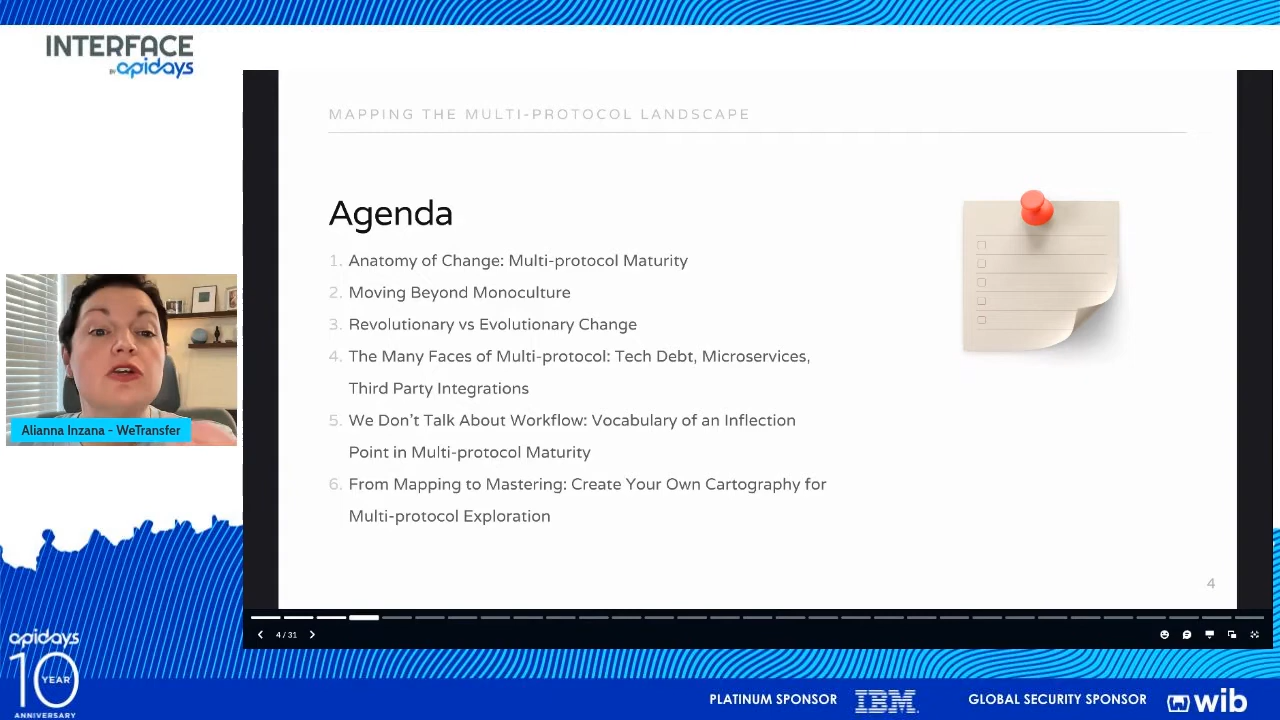 INTERFACE
BY apidays
MAPPING THE MULTI-PROTOCOL LANDSCAPE
Agenda
1. Anatomy of Change: Multi-protocol Maturity
2. Moving Beyond Monoculture
3. Revolutionary vs Evolutionary Change
4. The Many Faces of Multi-protocol: Tech Debt, Microservices,
Third Party Integrations
5. We Don't Talk About Workflow: Vocabulary of an Inflection
Point in Multi-protocol Maturity
6. From Mapping to Mastering: Create Your Own Cartography for
Multi-protocol Exploration
4
Alianna Inzana - WeTransfer
4 / 31
apidays
10 YEAR
ANNIVERSARY
PLATINUM SPONSOR IBM GLOBAL SECURITY SPONSOR wib